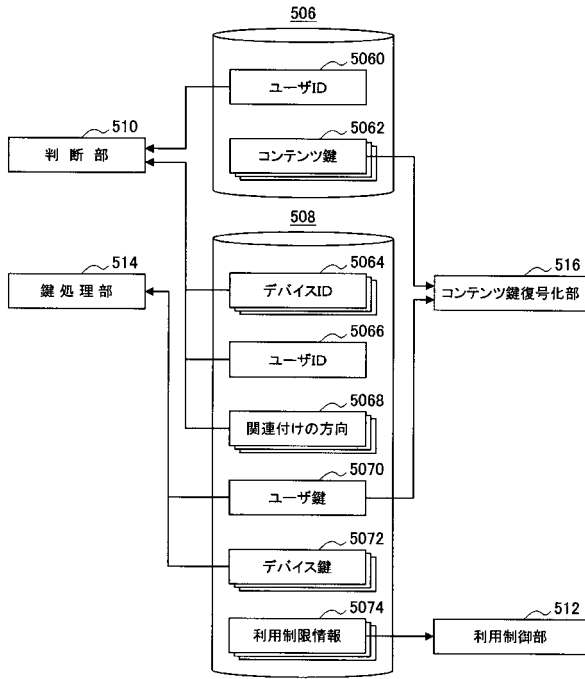 506
5060
ユーザID
510
判断部
5062
コンテンツ鍵
508
514
鍵処理部
5064
デバイスID
516
コンテンツ鍵復号化部
5066
ユーザID
5068
関連付けの方向
5070
ユーザ鍵
5072
デバイス鍵
5074
利用制限情報
512
利用制御部